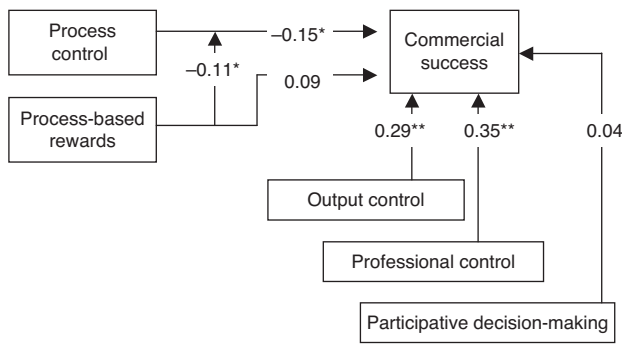 Process
control
–0.15*
Commercial
success
–0.11*
0.09
Process-based
rewards
0.29**
0.35**
0.04
Output control
Professional control
Participative decision-making